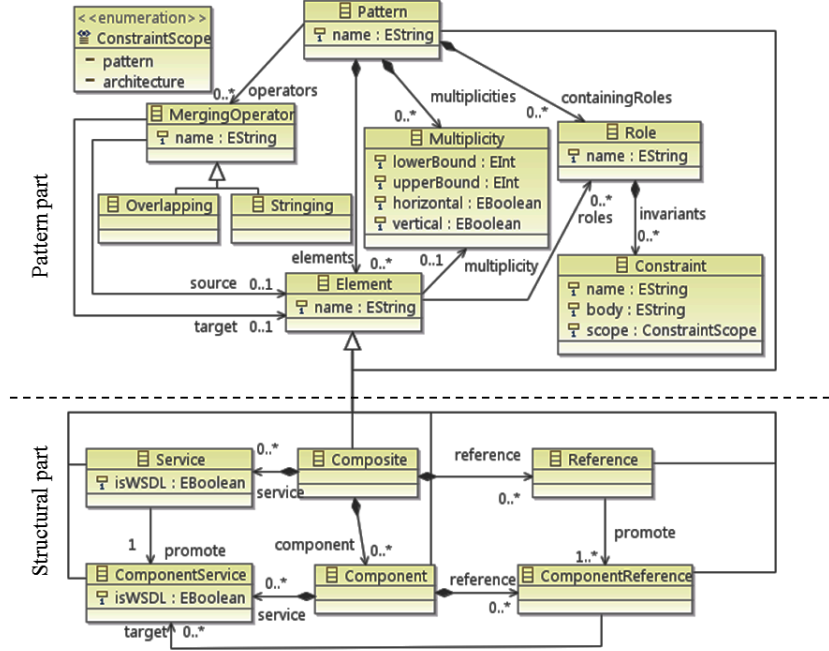 <<enumeration>>
ConstraintScope
pattern
architecture
Pattern
name : EString
operators
0..*
multiplicities
0..*
containingRoles
0..*
MergingOperator
name : EString
Multiplicity
lowerBound : EInt
upperBound : EInt
horizontal : EBoolean
vertical : EBoolean
Role
name : EString
Overlapping
Stringing
0..*
roles
invariants
0..*
elements
0..*
0..1
multiplicity
source 0..1
target 0..1
Element
name : EString
Constraint
name : EString
body : EString
scope : ConstraintScope
Pattern part
Structural part
Service
isWSDL : EBoolean
0..*
service
Composite
reference
0..*
Reference
1
promote
component
0..*
promote
1..*
ComponentService
isWSDL : EBoolean
0..*
service
Component
reference
0..*
ComponentReference
target 0..*